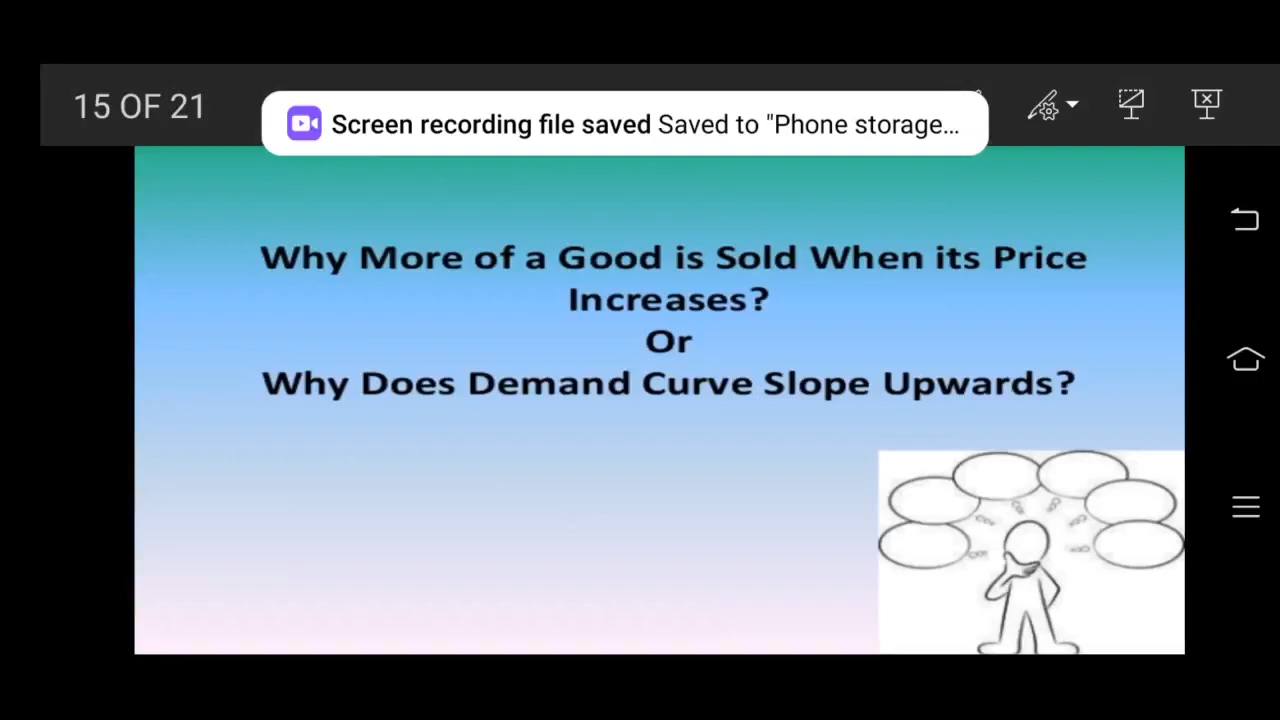 15 OF 21
Screen recording file saved Saved to "Phone storage...
Why More of a Good is Sold When its Price
Increases?
Or
Why Does Demand Curve Slope Upwards?